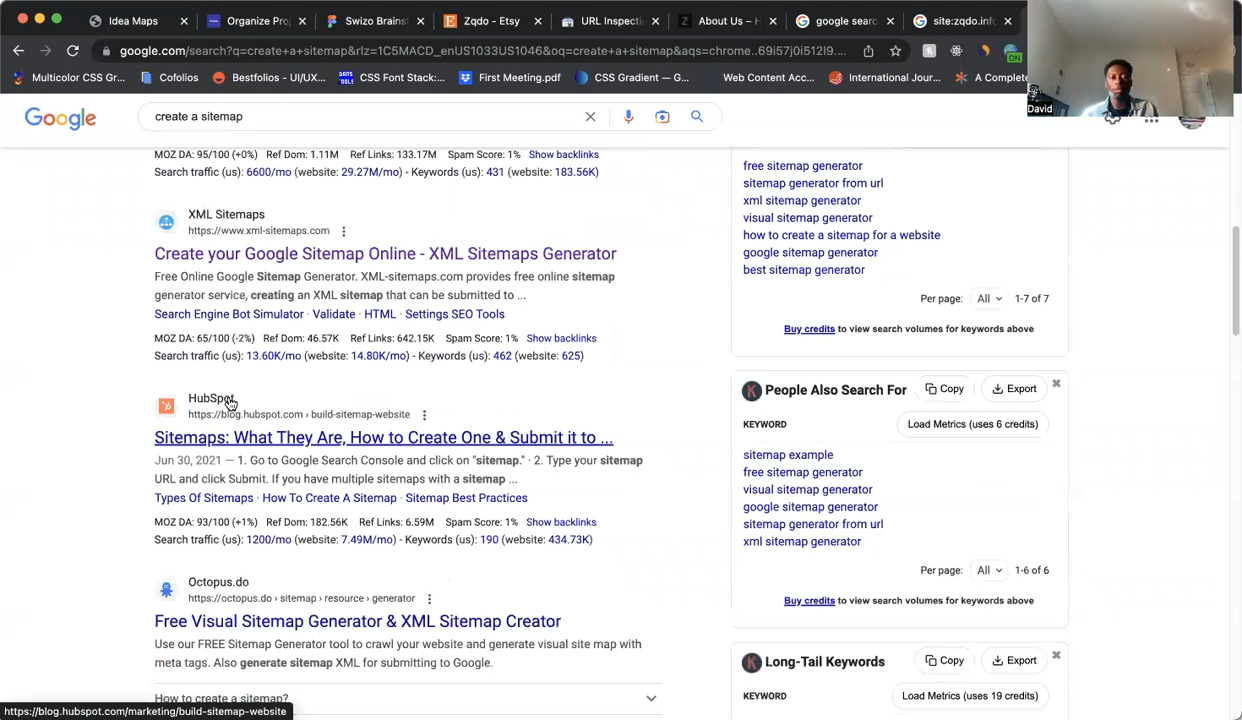 Idea Maps
Organize Pro
Swizo Brains
Zqdo - Etsy
URL Inspecti
About Us –
google sear
site:zqdo.inf
google.com/search?q=create+a+sitemap&rlz=1C5MACD_enUS1033US1046&oq=create+a+sitemap&aqs=chrome..69i57j0i512l9....
ON
Multicolor CSS Gr...
Cofolios
Bestfolios - UI/UX...
CSS Font Stack:...
First Meeting.pdf
CSS Gradient — G...
Web Content Acc...
International Jour...
A Complete
David
Google
create a sitemap
MOZ DA: 95/100 (+0%) Ref Dom: 1.11M Ref Links: 133.17M Spam Score: 1% Show backlinks
Search traffic (us): 6600/mo (website: 29.27M/mo) - Keywords (us): 431 (website: 183.56K)
XML Sitemaps
https://www.xml-sitemaps.com
Create your Google Sitemap Online - XML Sitemaps Generator
Free Online Google Sitemap Generator. XML-sitemaps.com provides free online sitemap
generator service, creating an XML sitemap that can be submitted to ...
Search Engine Bot Simulator · Validate · HTML · Settings SEO Tools
MOZ DA: 65/100 (-2%) Ref Dom: 46.57K Ref Links: 642.15K Spam Score: 1% Show backlinks
Search traffic (us): 13.60K/mo (website: 14.80K/mo) - Keywords (us): 462 (website: 625)
HubSpot
https://blog.hubspot.com › build-sitemap-website
Sitemaps: What They Are, How to Create One & Submit it to ...
Jun 30, 2021 — 1. Go to Google Search Console and click on "sitemap." · 2. Type your sitemap
URL and click Submit. If you have multiple sitemaps with a sitemap ...
Types Of Sitemaps · How To Create A Sitemap · Sitemap Best Practices
MOZ DA: 93/100 (+1%) Ref Dom: 182.56K Ref Links: 6.59M Spam Score: 1% Show backlinks
Search traffic (us): 1200/mo (website: 7.49M/mo) - Keywords (us): 190 (website: 434.73K)
Octopus.do
https://octopus.do › sitemap › resource › generator
Free Visual Sitemap Generator & XML Sitemap Creator
Use our FREE Sitemap Generator tool to crawl your website and generate visual site map with
meta tags. Also generate sitemap XML for submitting to Google.
How to create a sitemap?
https://blog.hubspot.com/marketing/build-sitemap-website
free sitemap generator
sitemap generator from url
xml sitemap generator
visual sitemap generator
how to create a sitemap for a website
google sitemap generator
best sitemap generator
Per page: All 1-7 of 7
Buy credits to view search volumes for keywords above
People Also Search For
Copy
Export
KEYWORD
Load Metrics (uses 6 credits)
sitemap example
free sitemap generator
visual sitemap generator
google sitemap generator
sitemap generator from url
xml sitemap generator
Per page: All 1-6 of 6
Buy credits to view search volumes for keywords above
Long-Tail Keywords
Copy
Export
KEYWORD
Load Metrics (uses 19 credits)